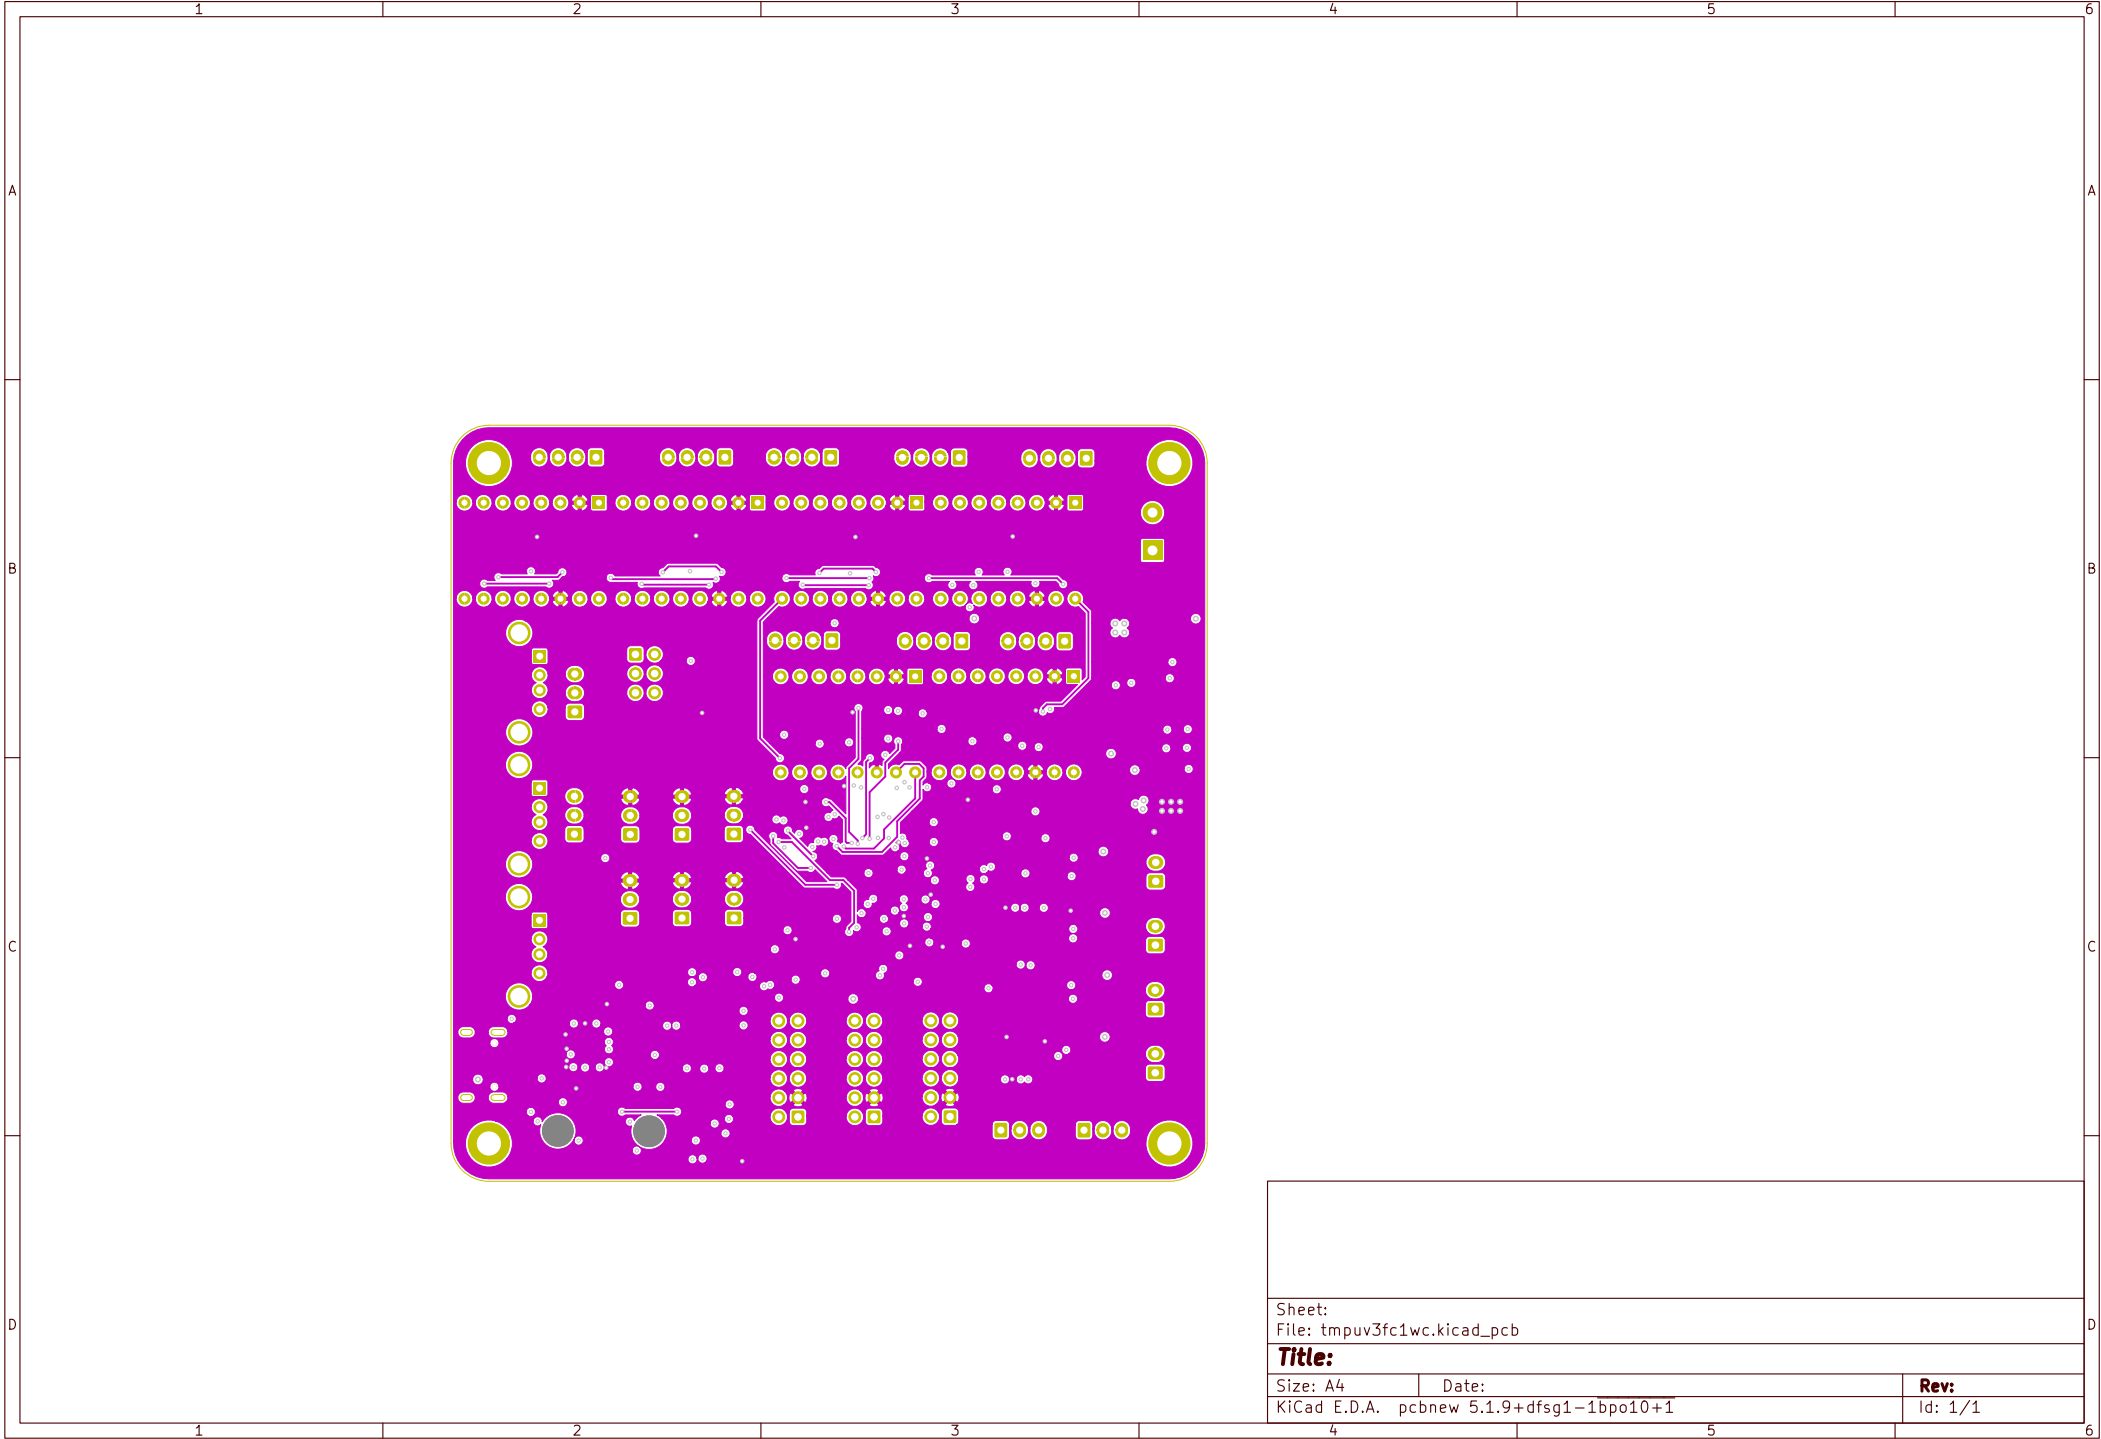 1 2 3 4 5 6
A A
B B
C C
D D
Sheet:
File: tmpuv3fc1wc.kicad_pcb
Title:
Size: A4 Date: Rev:
KiCad E.D.A. pcbnew 5.1.9+dfsg1-1bpo10+1 Id: 1/1
1 2 3 4 5 6